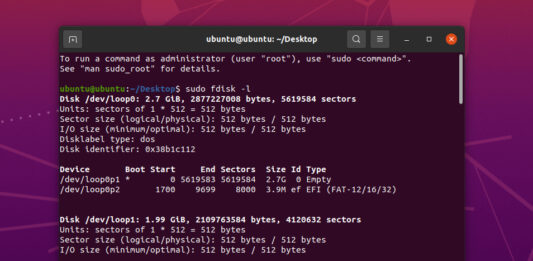 ubuntu@ubuntu: ~/Desktop
To run a command as administrator (user "root"), use "sudo <command>".
See "man sudo_root" for details.
ubuntu@ubuntu:~/Desktop$ sudo fdisk -l
Disk /dev/loop0: 2.7 GiB, 2877227008 bytes, 5619584 sectors
Units: sectors of 1 * 512 = 512 bytes
Sector size (logical/physical): 512 bytes / 512 bytes
I/O size (minimum/optimal): 512 bytes / 512 bytes
Disklabel type: dos
Disk identifier: 0x38b1c112
Device Boot Start End Sectors Size Id Type
/dev/loop0p1 * 0 5619583 5619584 2.7G 0 Empty
/dev/loop0p2 1700 9699 8000 3.9M ef EFI (FAT-12/16/32)
Disk /dev/loop1: 1.99 GiB, 2109763584 bytes, 4120632 sectors
Units: sectors of 1 * 512 = 512 bytes
Sector size (logical/physical): 512 bytes / 512 bytes
I/O size (minimum/optimal): 512 bytes / 512 bytes